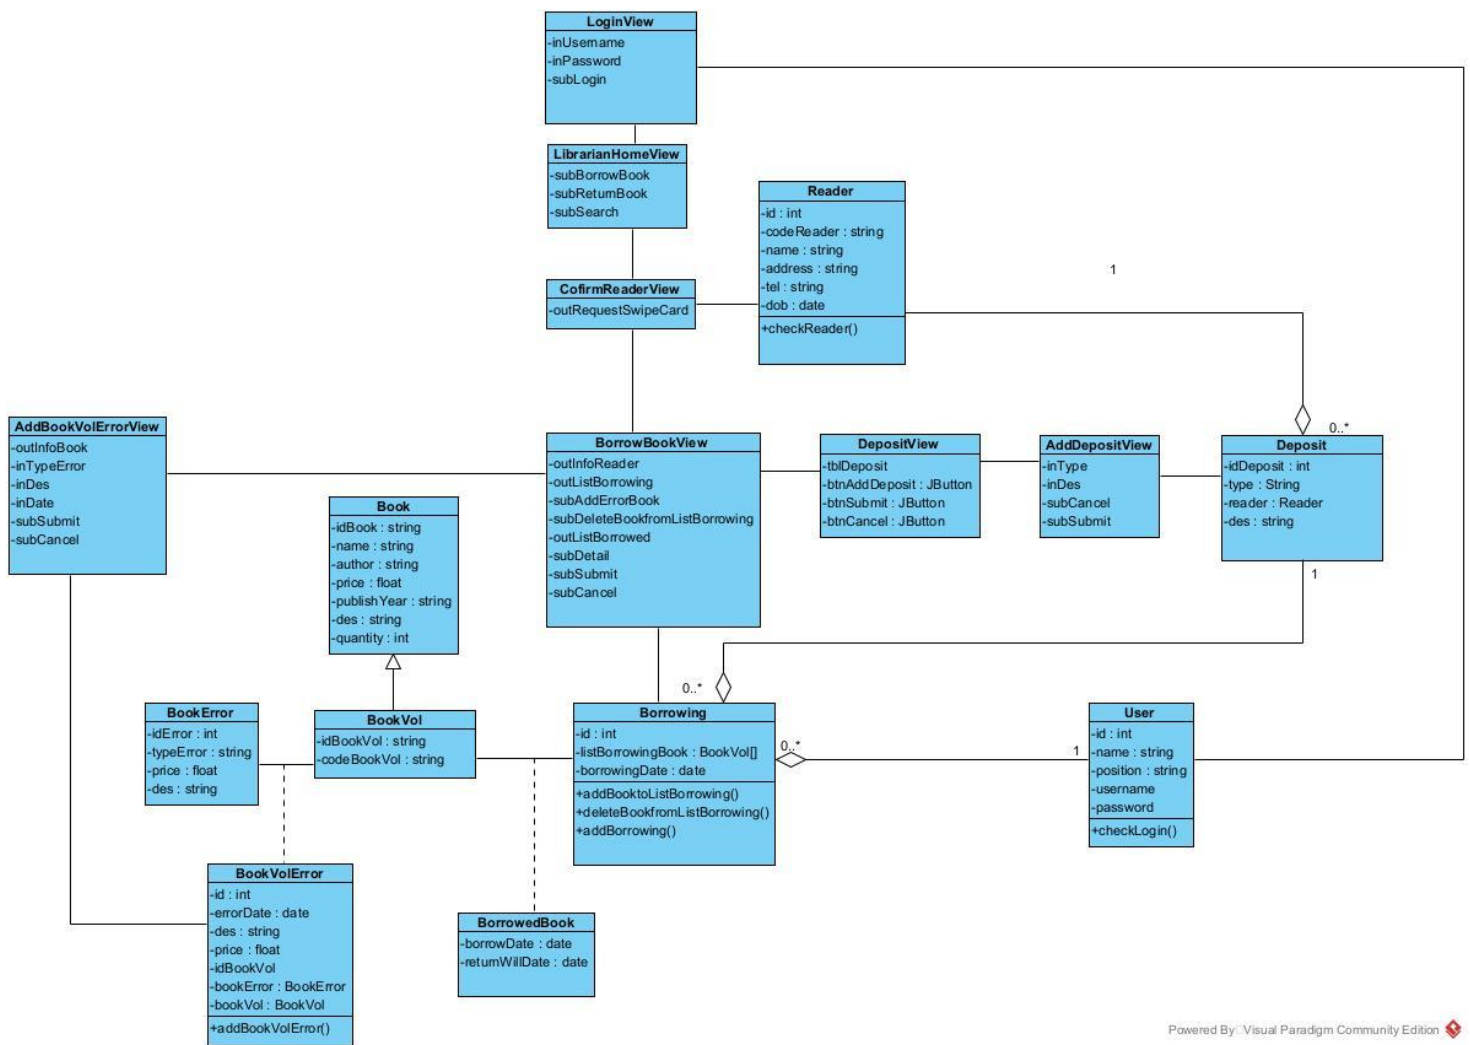 LoginView
-inUsername
-inPassword
-subLogin
LibrarianHomeView
-subBorrowBook
-subReturnBook
-subSearch
Reader
-id : int
-codeReader : string
-name : string
-address : string
-tel : string
-dob : date
+checkReader()
1
CofirmReaderView
-outRequestSwipeCard
AddBookVolErrorView
-outInfoBook
-inTypeError
-inDes
-inDate
-subSubmit
-subCancel
BorrowBookView
-outInfoReader
-outListBorrowing
-subAddErrorBook
-subDeleteBookfromListBorrowing
-outListBorrowed
-subDetail
-subSubmit
-subCancel
DepositView
-tblDeposit
-btnAddDeposit : JButton
-btnSubmit : JButton
-btnCancel : JButton
AddDepositView
-inType
-inDes
-subCancel
-subSubmit
0..*
Deposit
-idDeposit : int
-type : String
-reader : Reader
-des : string
1
Book
-idBook : string
-name : string
-author : string
-price : float
-publishYear : string
-des : string
-quantity : int
BookError
-idError : int
-typeError : string
-price : float
-des : string
BookVol
-idBookVol : string
-codeBookVol : string
0..*
Borrowing
-id : int
-listBorrowingBook : BookVol[]
-borrowingDate : date
+addBooktoListBorrowing()
+deleteBookfromListBorrowing()
+addBorrowing()
0..*
1
User
-id : int
-name : string
-position : string
-username
-password
+checkLogin()
BookVolError
-id : int
-errorDate : date
-des : string
-price : float
-idBookVol
-bookError : BookError
-bookVol : BookVol
+addBookVolError()
BorrowedBook
-borrowDate : date
-returnWillDate : date
Powered By Visual Paradigm Community Edition